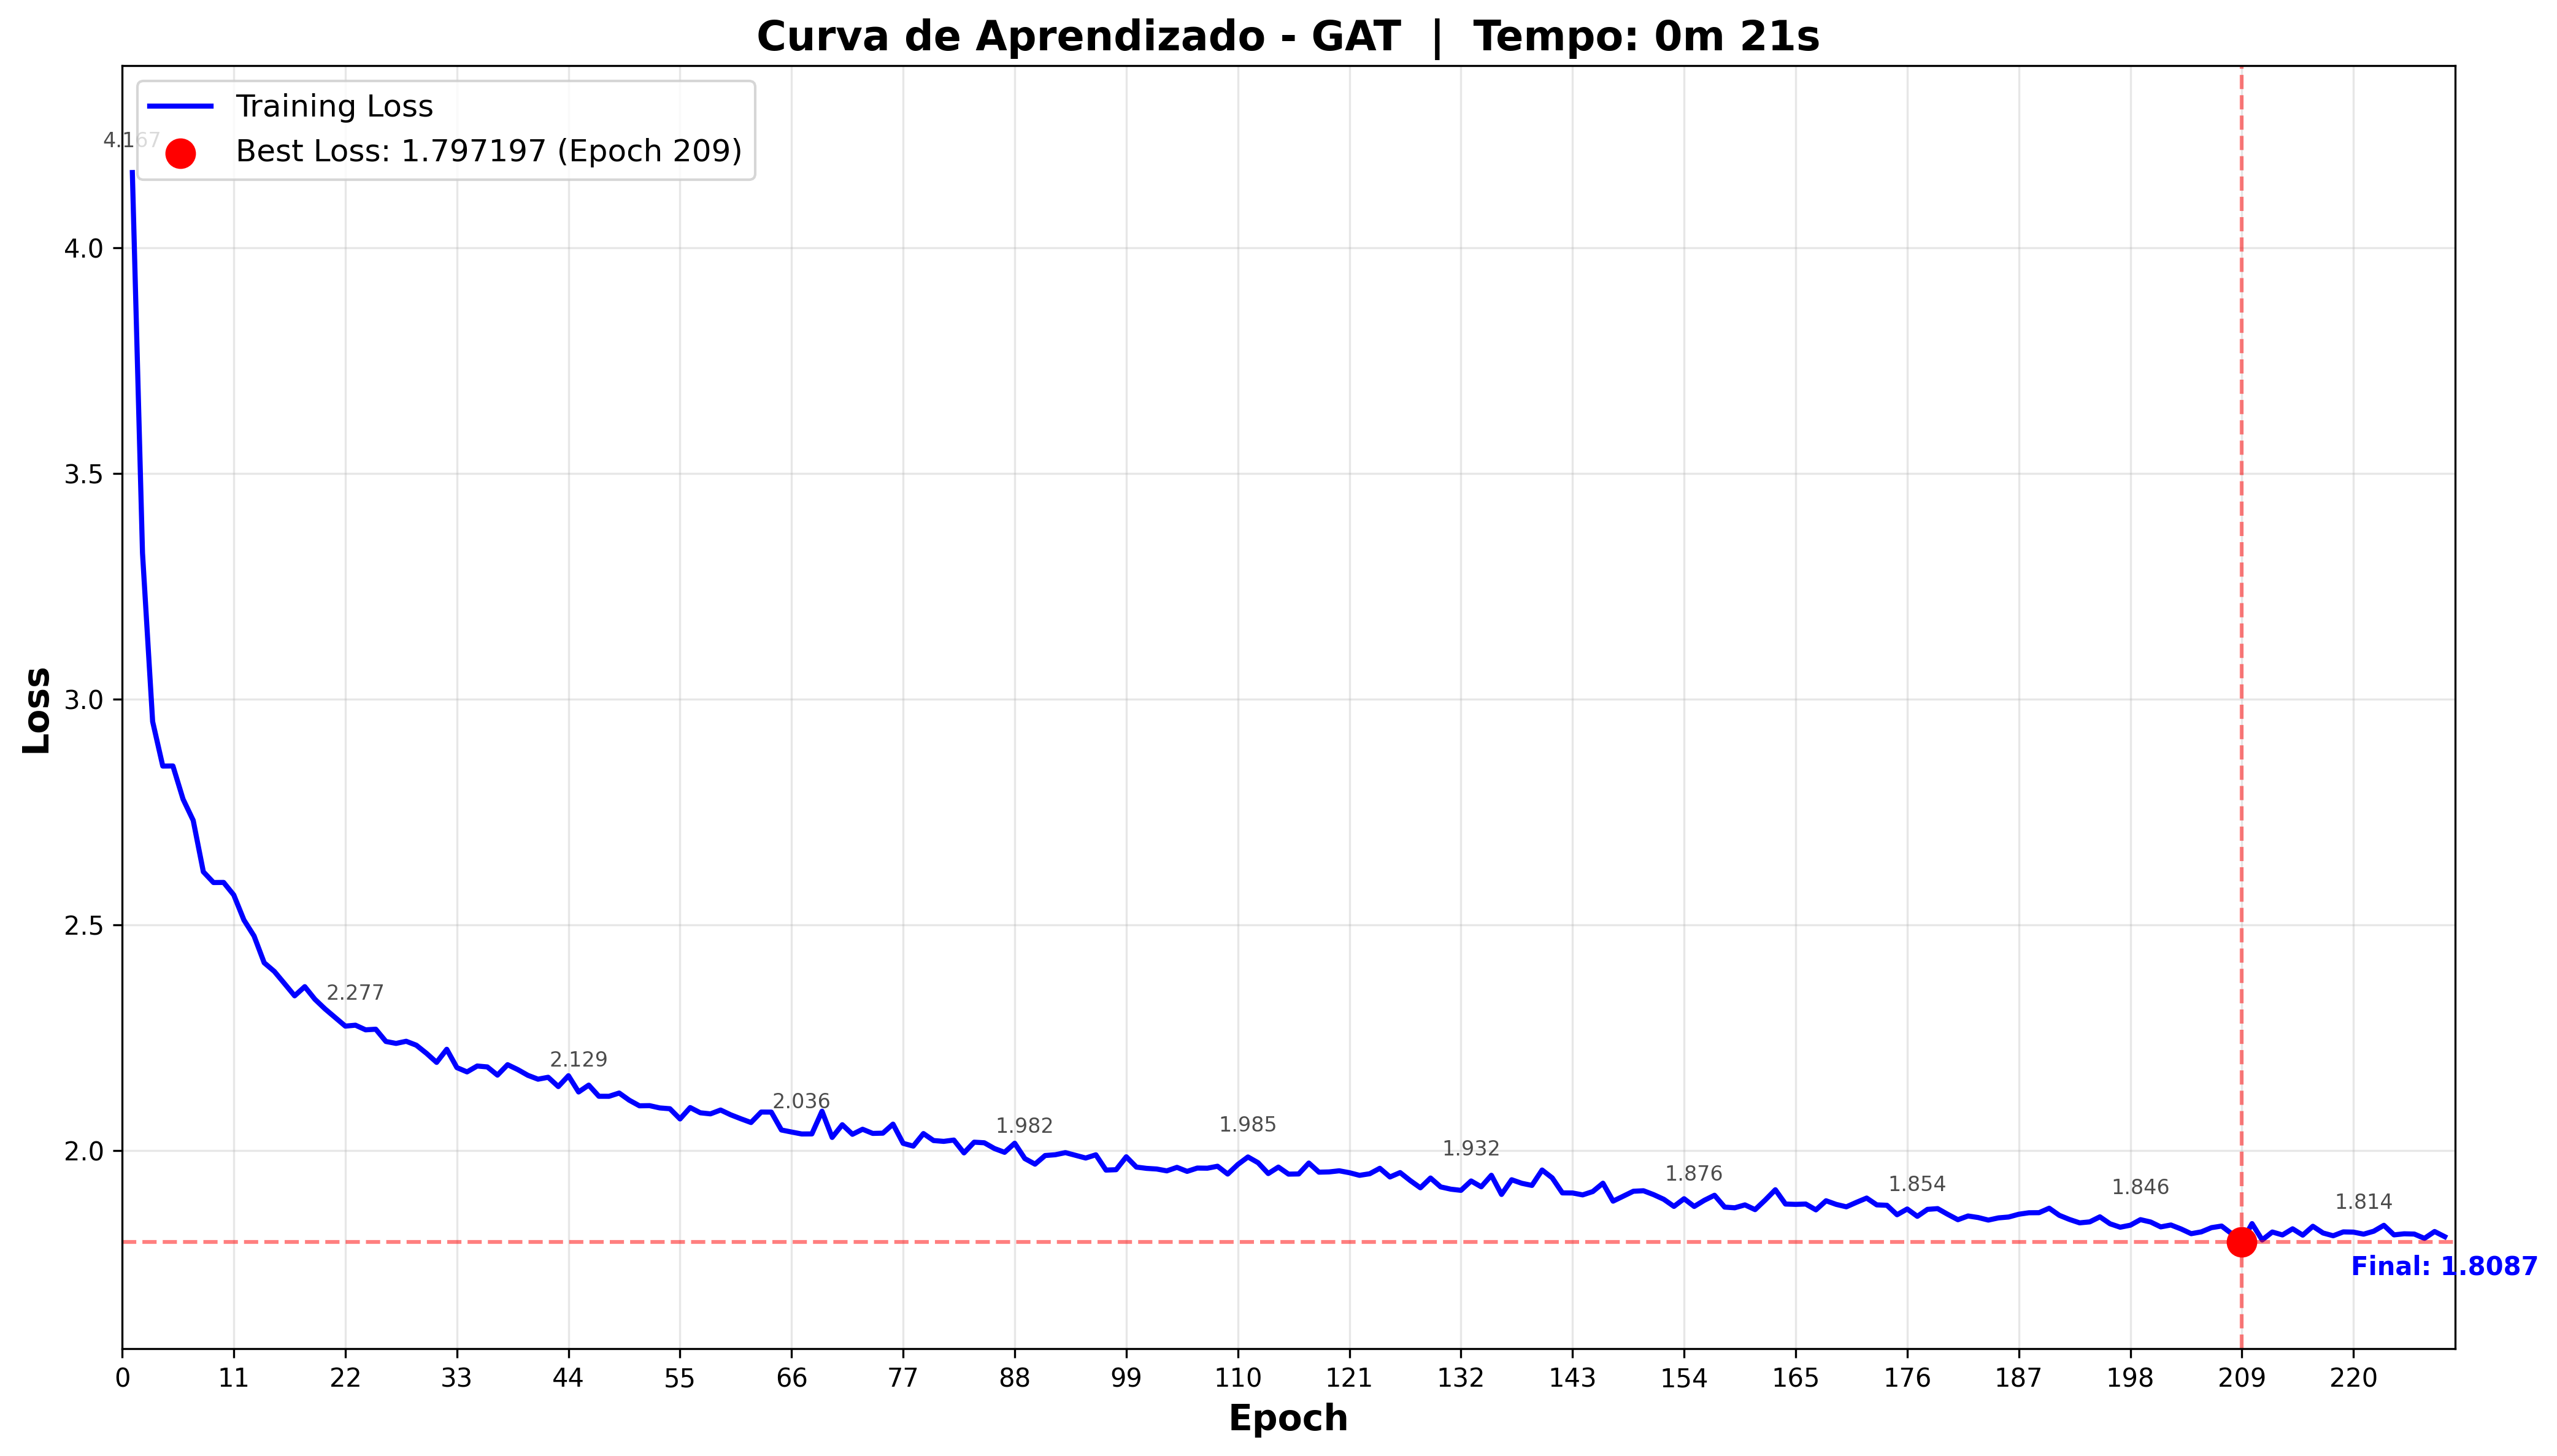 Curva de Aprendizado - GAT | Tempo: 0m 21s
Training Loss
Best Loss: 1.797197 (Epoch 209)
4.167
4.0
3.5
3.0
2.5
2.0
Loss
2.277
2.129
2.036
1.982
1.985
1.932
1.876
1.854
1.846
1.814
Final: 1.8087
0 11 22 33 44 55 66 77 88 99 110 121 132 143 154 165 176 187 198 209 220
Epoch